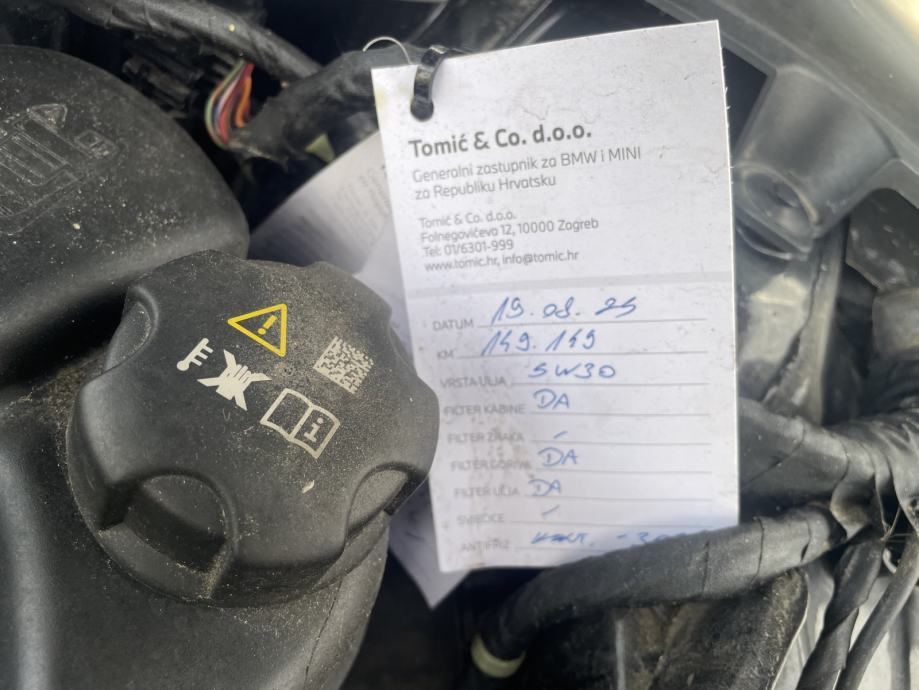 Tomić & Co. d.o.o.
Generalni zastupnik za BMW i MINI
za Republiku Hrvatsku
Tomić & Co. d.o.o.
Folnegovićeva 12, 10000 Zagreb
Tel: 01/6301-999
www.tomic.hr, info@tomic.hr
DATUM 19.08.25
KM 149.149
VRSTA ULJA 5W30
FILTER KABINE DA
FILTER ZRAKA -
FILTER GORIVA DA
FILTER ULJA DA
SVJEĆICE -
ANTIFRIZ